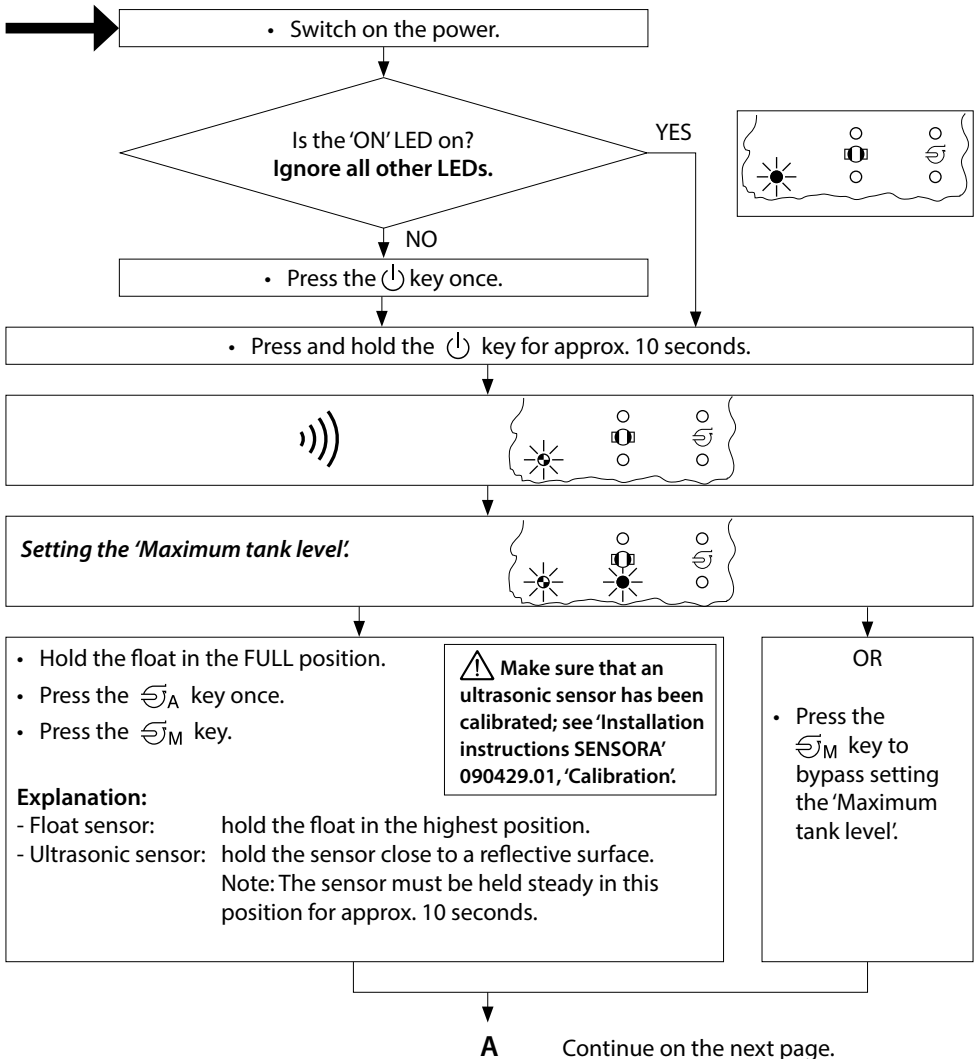 • Switch on the power.
Is the ‘ON’ LED on?
Ignore all other LEDs.
YES
NO
• Press the key once.
• Press and hold the key for approx. 10 seconds.
Setting the ‘Maximum tank level’.
• Hold the float in the FULL position.
• Press the A key once.
• Press the M key.
Make sure that an
ultrasonic sensor has been
calibrated; see ‘Installation
instructions SENSORA’
090429.01, ‘Calibration’.
Explanation:
- Float sensor: hold the float in the highest position.
- Ultrasonic sensor: hold the sensor close to a reflective surface.
Note: The sensor must be held steady in this
position for approx. 10 seconds.
OR
• Press the
M key to
bypass setting
the ‘Maximum
tank level’.
A Continue on the next page.